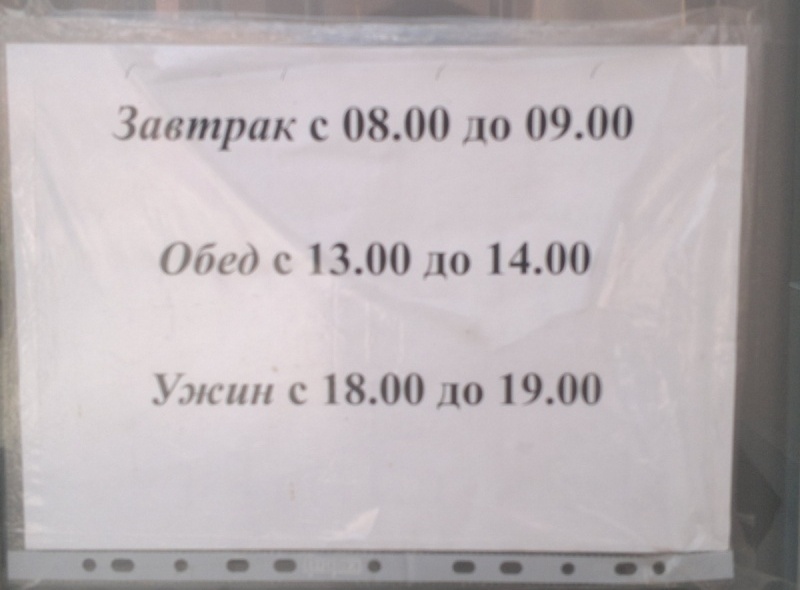 Завтрак с 08.00 до 09.00
Обед с 13.00 до 14.00
Ужин с 18.00 до 19.00